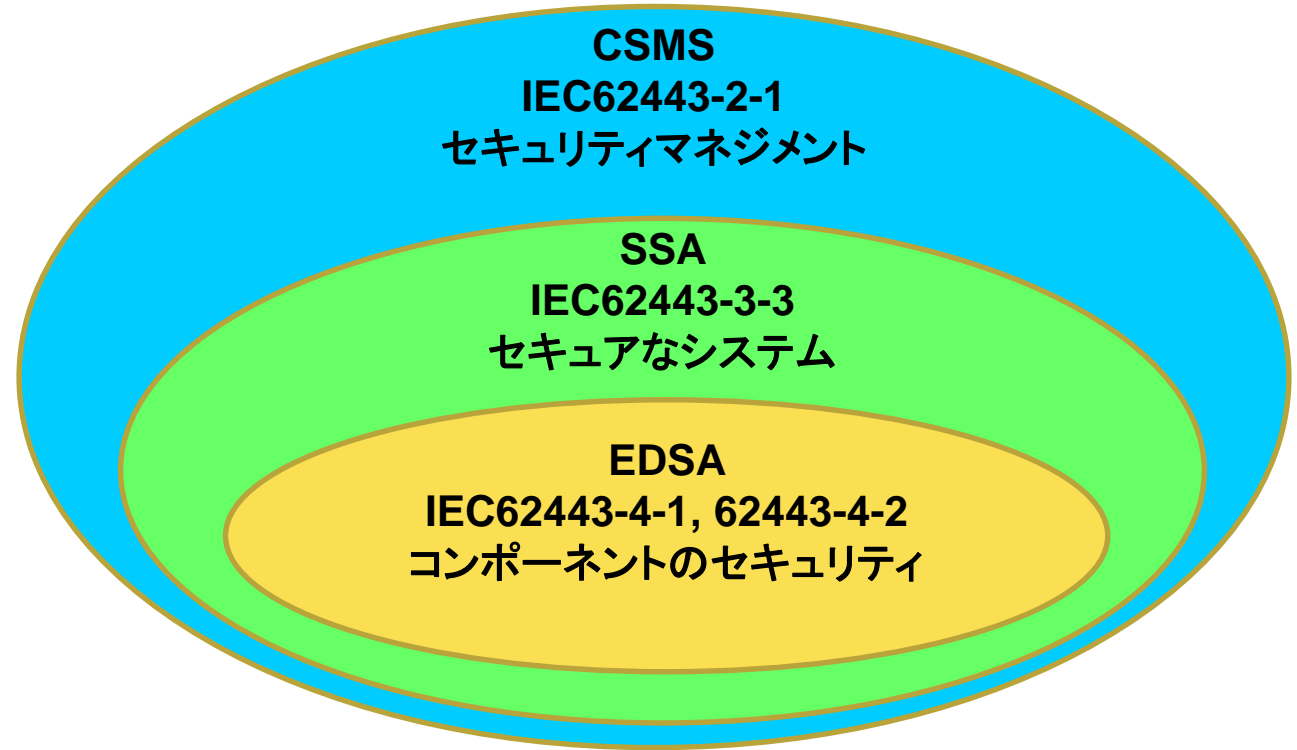 CSMS
IEC62443-2-1
セキュリティマネジメント
SSA
IEC62443-3-3
セキュアなシステム
EDSA
IEC62443-4-1, 62443-4-2
コンポーネントのセキュリティ